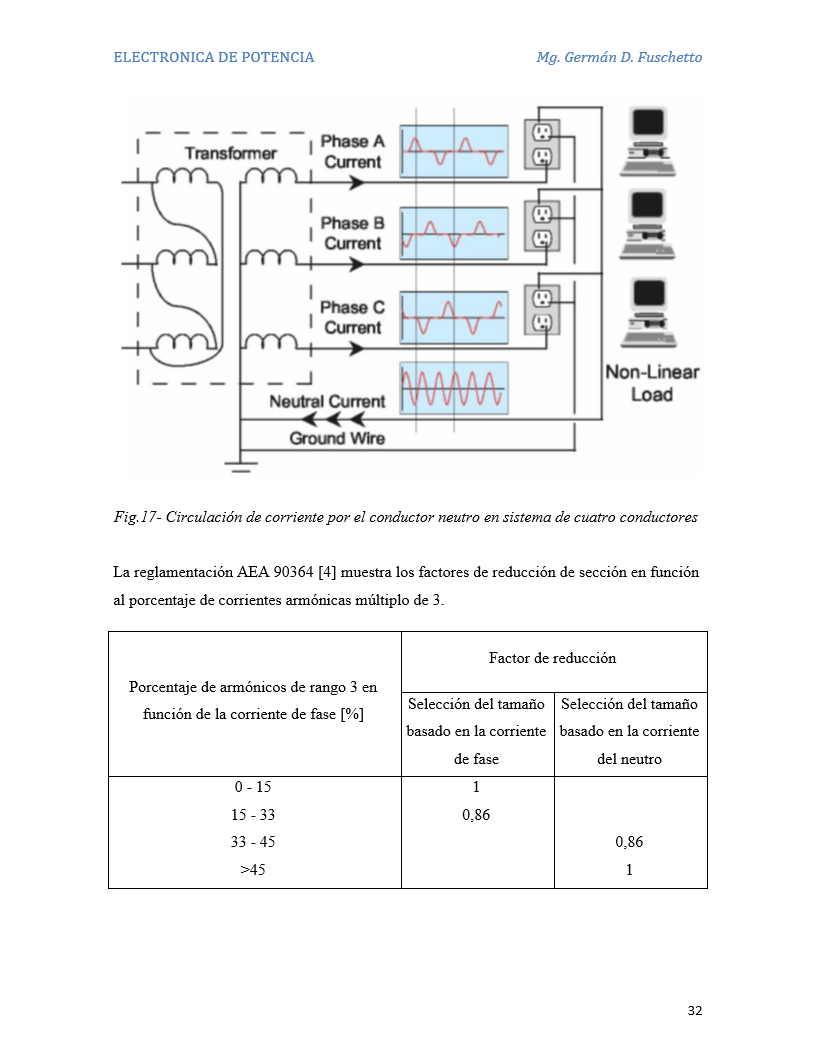 ELECTRONICA DE POTENCIA Mg. Germán D. Fuschetto
Transformer
Phase A
Current
Phase B
Current
Phase C
Current
Neutral Current
Ground Wire
Non-Linear
Load
Fig.17- Circulación de corriente por el conductor neutro en sistema de cuatro conductores
La reglamentación AEA 90364 [4] muestra los factores de reducción de sección en función
al porcentaje de corrientes armónicas múltiplo de 3.
Porcentaje de armónicos de rango 3 en
función de la corriente de fase [%]
Factor de reducción
Selección del tamaño
basado en la corriente
de fase
Selección del tamaño
basado en la corriente
del neutro
0 - 15 1
15 - 33 0,86
33 - 45 0,86
>45 1
32